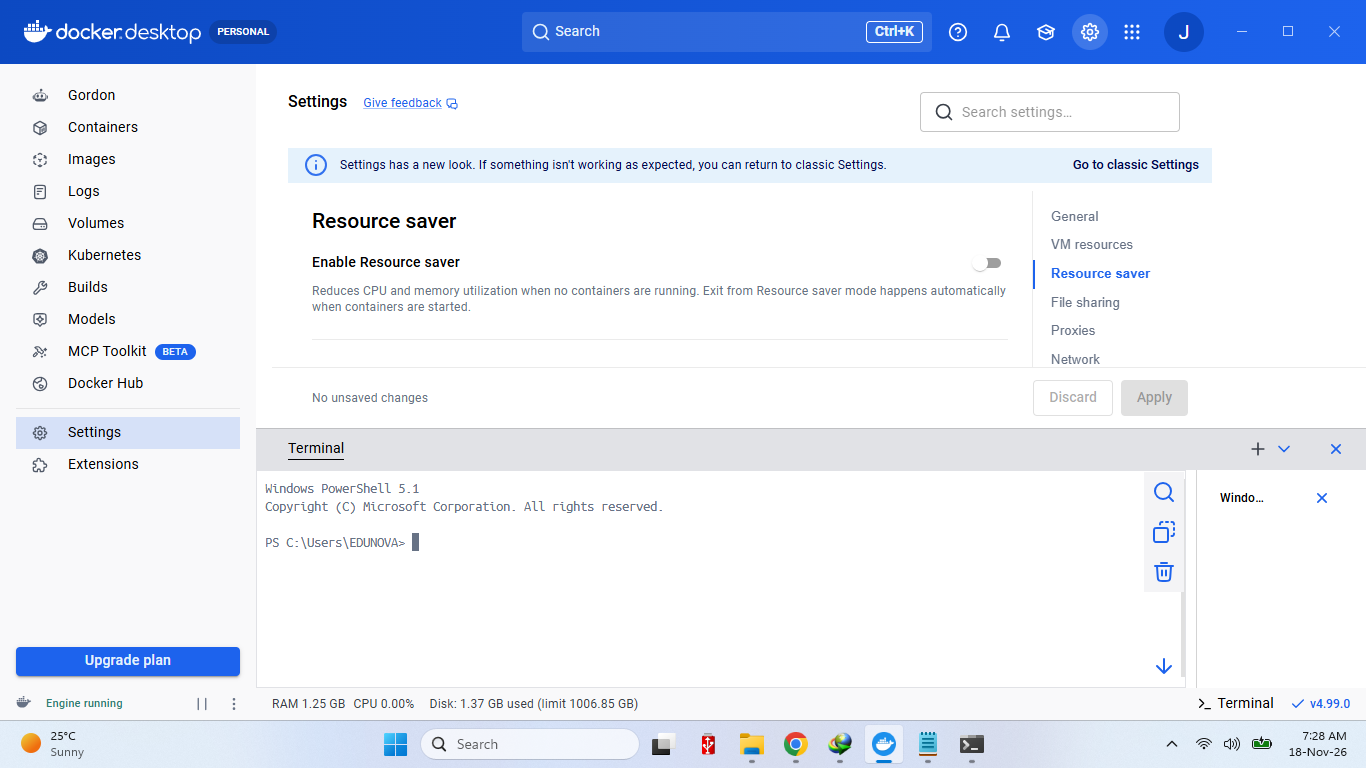 docker desktop PERSONAL
Search Ctrl+K
J
Gordon
Containers
Images
Logs
Volumes
Kubernetes
Builds
Models
MCP Toolkit BETA
Docker Hub
Settings
Extensions
Upgrade plan
Settings Give feedback
Search settings...
Settings has a new look. If something isn't working as expected, you can return to classic Settings. Go to classic Settings
Resource saver
Enable Resource saver
Reduces CPU and memory utilization when no containers are running. Exit from Resource saver mode happens automatically
when containers are started.
General
VM resources
Resource saver
File sharing
Proxies
Network
No unsaved changes
Discard Apply
Terminal
Windows PowerShell 5.1
Copyright (C) Microsoft Corporation. All rights reserved.
PS C:\Users\EDUNOVA>
Windo...
Engine running
RAM 1.25 GB CPU 0.00% Disk: 1.37 GB used (limit 1006.85 GB)
Terminal v4.99.0
25°C
Sunny
Search
7:28 AM
18-Nov-26